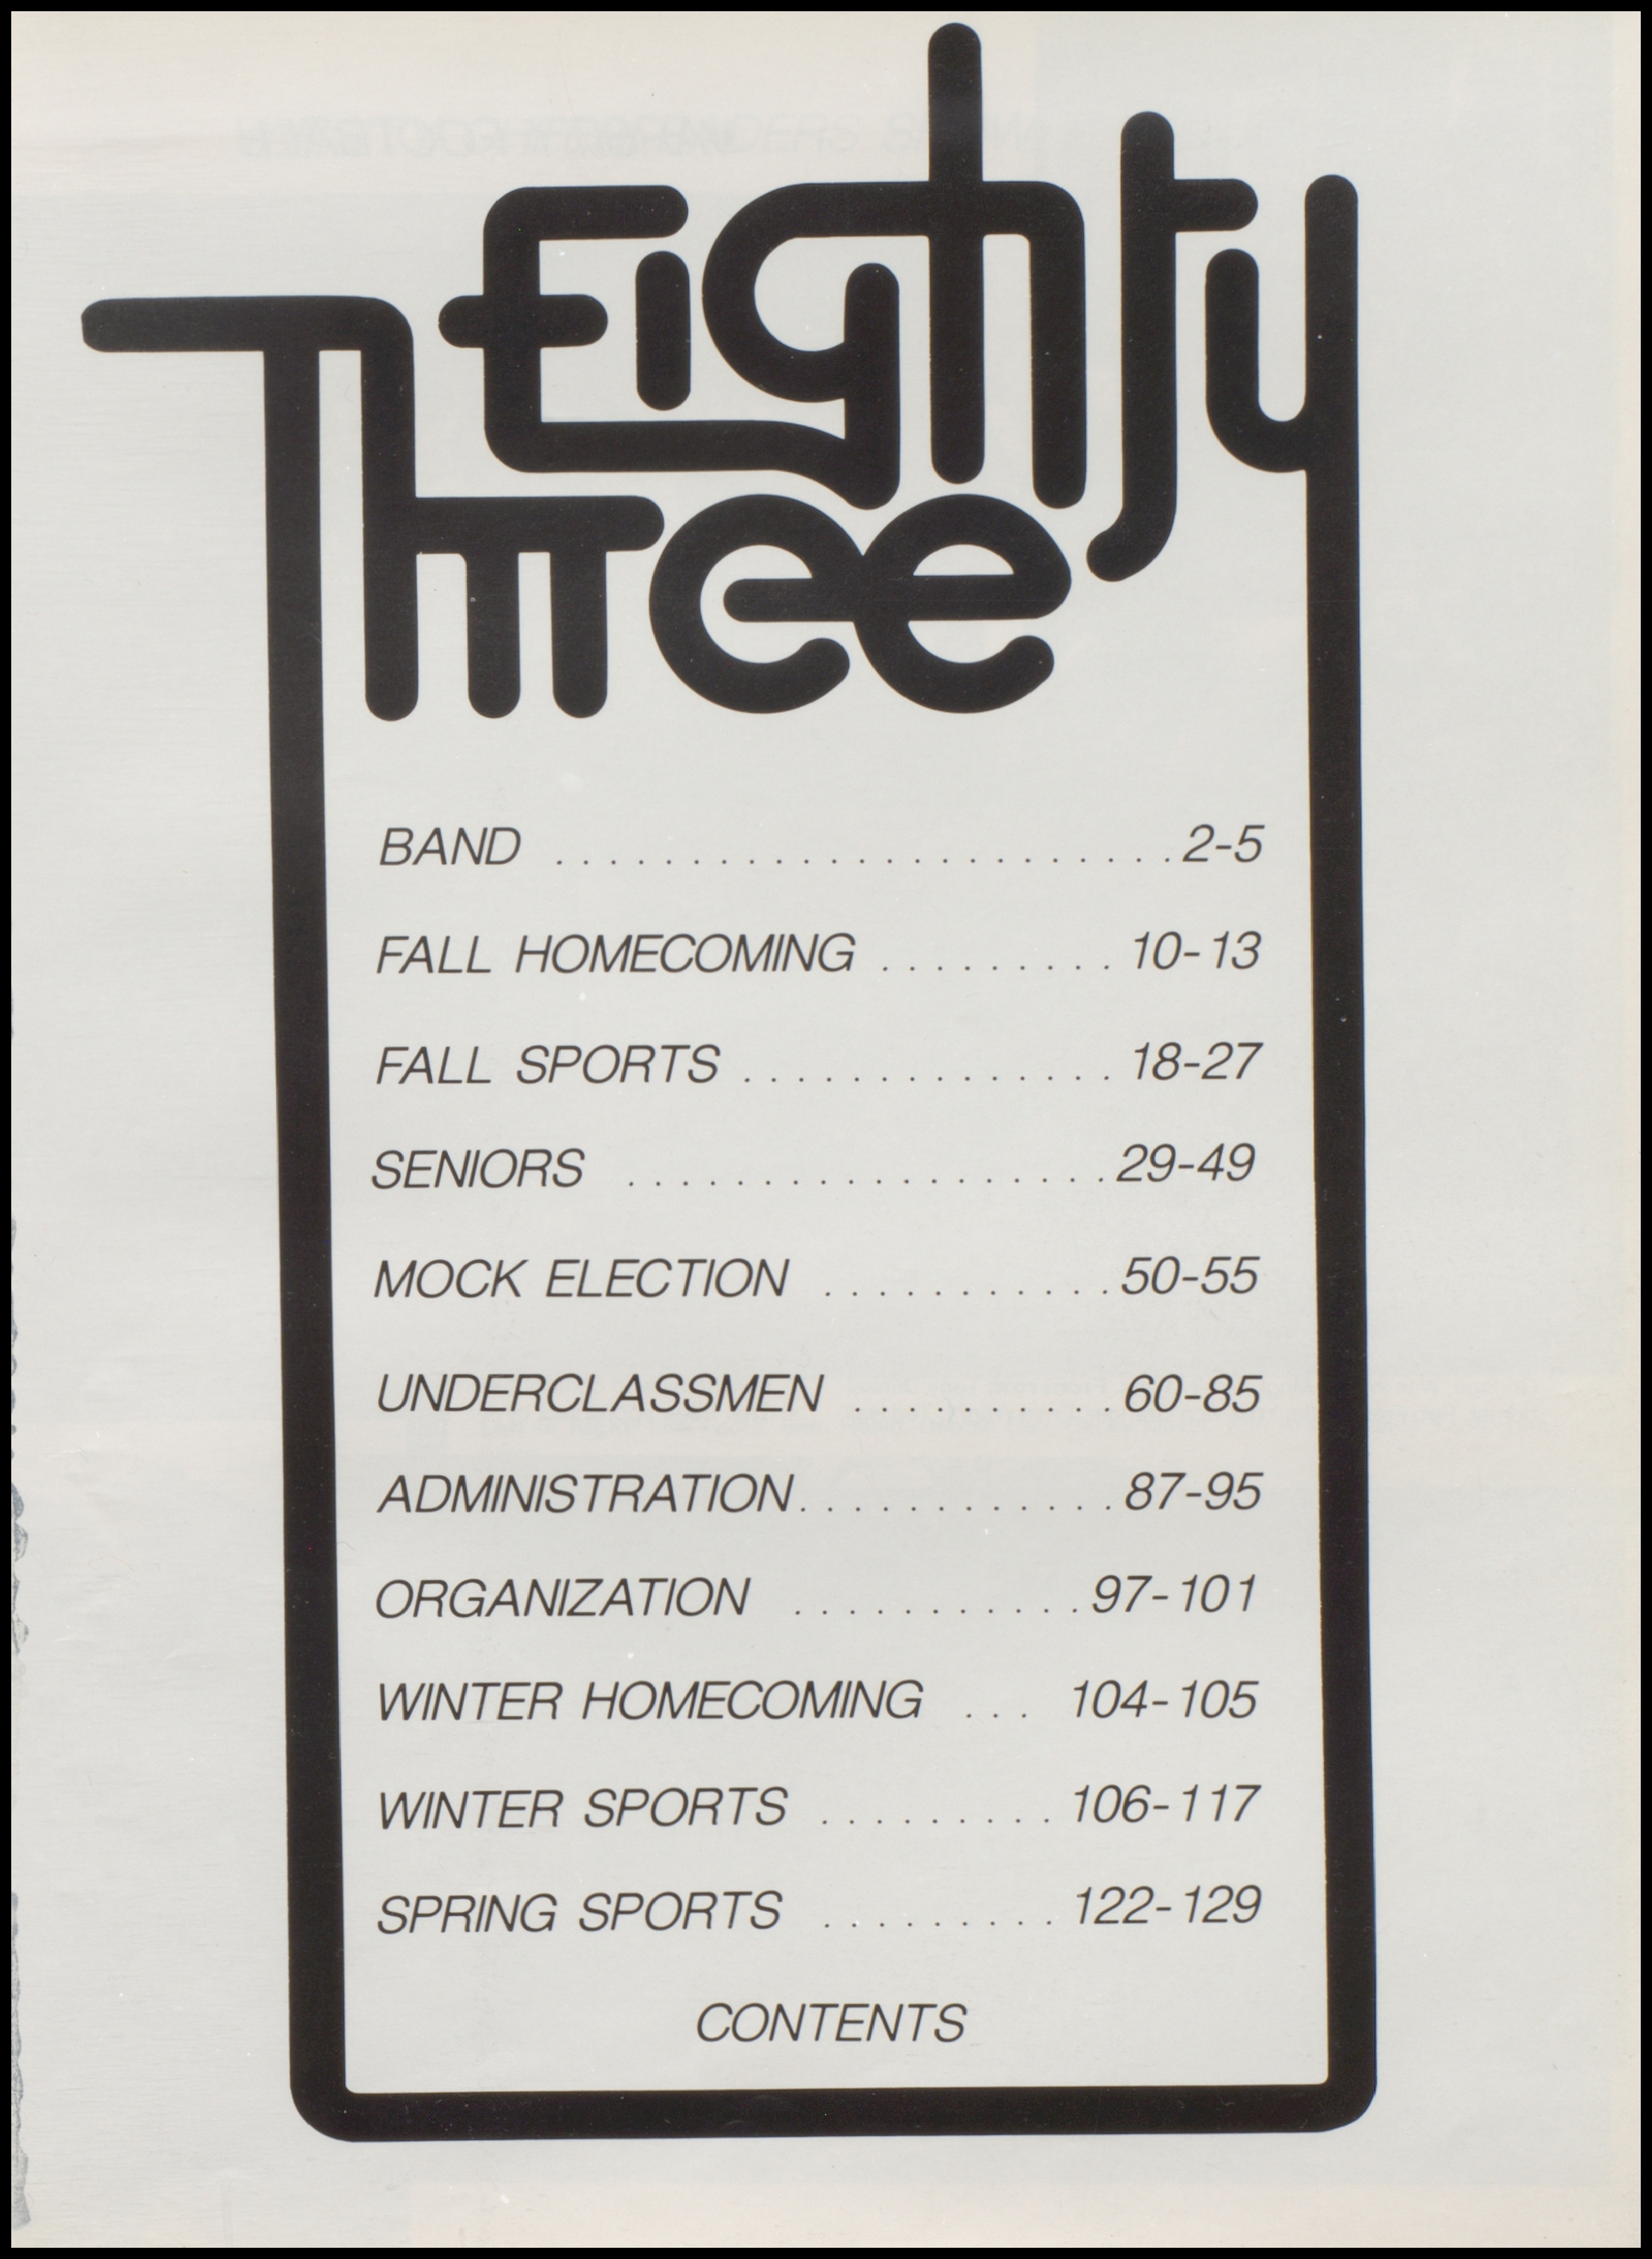 Eighty
Three
BAND ....................... 2-5
FALL HOMECOMING ......... 10-13
FALL SPORTS .............. 18-27
SENIORS .................. 29-49
MOCK ELECTION ........... 50-55
UNDERCLASSMEN .......... 60-85
ADMINISTRATION............ 87-95
ORGANIZATION ........... 97-101
WINTER HOMECOMING ... 104-105
WINTER SPORTS ......... 106-117
SPRING SPORTS ......... 122-129
CONTENTS